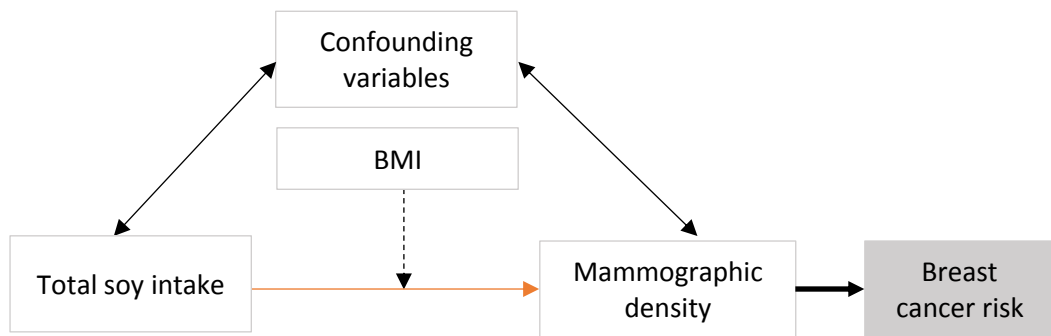 Confounding
variables
BMI
Total soy intake
Mammographic
density
Breast
cancer risk